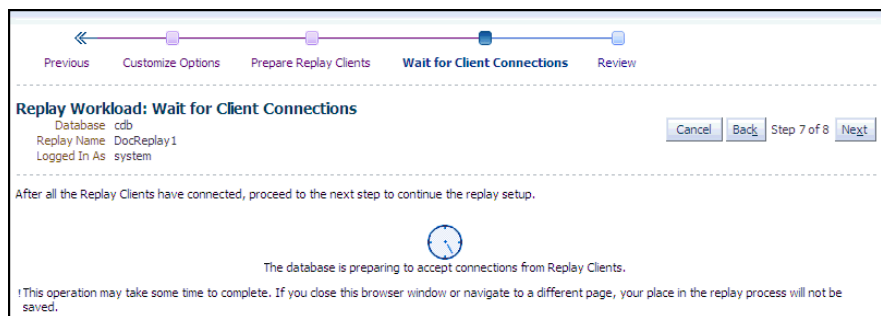 Previous Customize Options Prepare Replay Clients Wait for Client Connections Review
Replay Workload: Wait for Client Connections
Database cdb
Replay Name DocReplay1
Logged In As system
Cancel Back Step 7 of 8 Next
After all the Replay Clients have connected, proceed to the next step to continue the replay setup.
The database is preparing to accept connections from Replay Clients.
! This operation may take some time to complete. If you close this browser window or navigate to a different page, your place in the replay process will not be
saved.